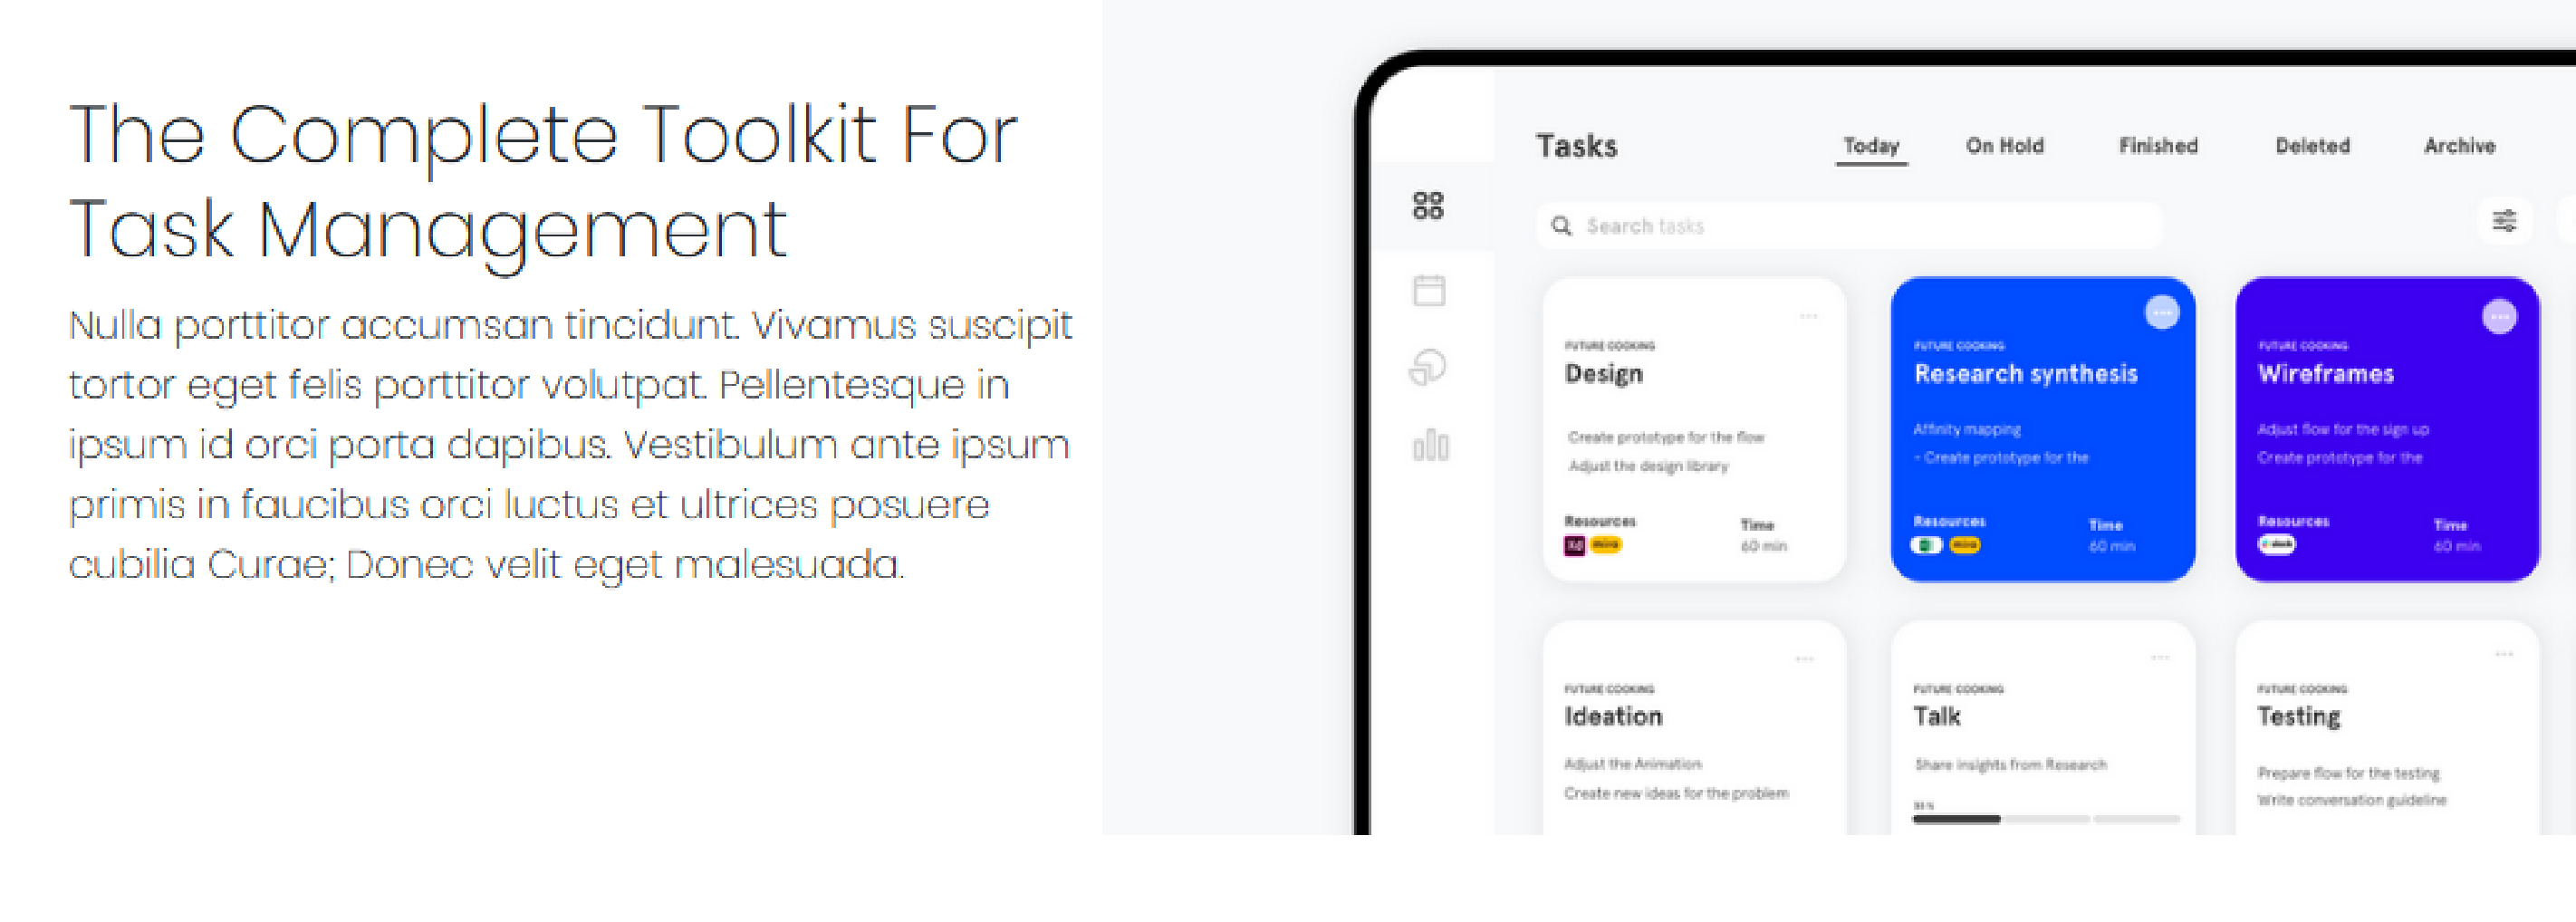 The Complete Toolkit For
Task Management
Nulla porttitor accumsan tincidunt. Vivamus suscipit
tortor eget felis porttitor volutpat. Pellentesque in
ipsum id orci porta dapibus. Vestibulum ante ipsum
primis in faucibus orci luctus et ultrices posuere
cubilia Curae; Donec velit eget malesuada.
Tasks Today On Hold Finished Deleted Archive
Search tasks
FUTURE COOKING
Design
Create prototype for the flow
Adjust the design library
Resources Time
Xd miro 60 min
FUTURE COOKING
Research synthesis
Affinity mapping
- Create prototype for the
Resources Time
miro 60 min
FUTURE COOKING
Wireframes
Adjust flow for the sign up
Create prototype for the
Resources Time
slack 60 min
FUTURE COOKING
Ideation
Adjust the Animation
Create new ideas for the problem
FUTURE COOKING
Talk
Share insights from Research
FUTURE COOKING
Testing
Prepare flow for the testing
Write conversation guideline